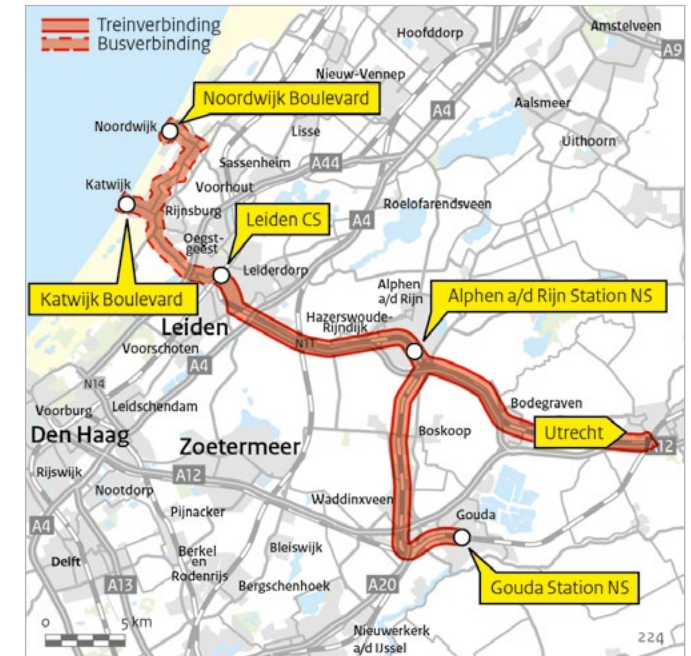 Treinverbinding
Busverbinding
Hoofddorp
Amstelveen
A9
Nieuw-Vennep
Noordwijk Boulevard
A4
Aalsmeer
Noordwijk
Lisse
Uithoorn
Sassenheim
A44
Katwijk
Voorhout
Roelofarendsveen
Rijnsburg
Leiden CS
A4
Oegst-
geest
Leiderdorp
Katwijk Boulevard
Alphen
a/d Rijn
Alphen a/d Rijn Station NS
Leiden
Hazerswoude-
Rijndijk
N11
Voorschoten
A4
N14
Voorburg
Leidschendam
Bodegraven
Den Haag
Zoetermeer
Boskoop
Utrecht
A12
Rijswijk
A12
Nootdorp
Waddinxveen
Pijnacker
Gouda
A4
Delft
Berkel
en
Rodenrijs
Bleiswijk
A13
Bergschenhoek
A20
Gouda Station NS
0 5 km
Nieuwerkerk
a/d IJssel
224